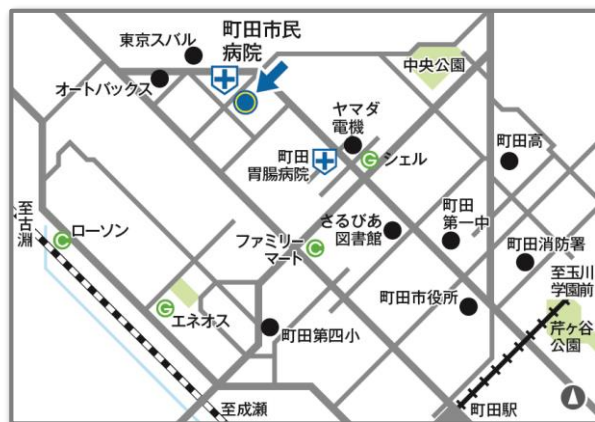 東京スバル
町田市民
病院
オートバックス
中央公園
ヤマダ
電機
町田
胃腸病院
G シェル
町田高
至古淵
C ローソン
ファミリー
マート C
さるびあ
図書館
町田
第一中
町田消防署
至玉川
学園前
G エネオス
町田市役所
芹ヶ谷
公園
町田第四小
至成瀬
町田駅